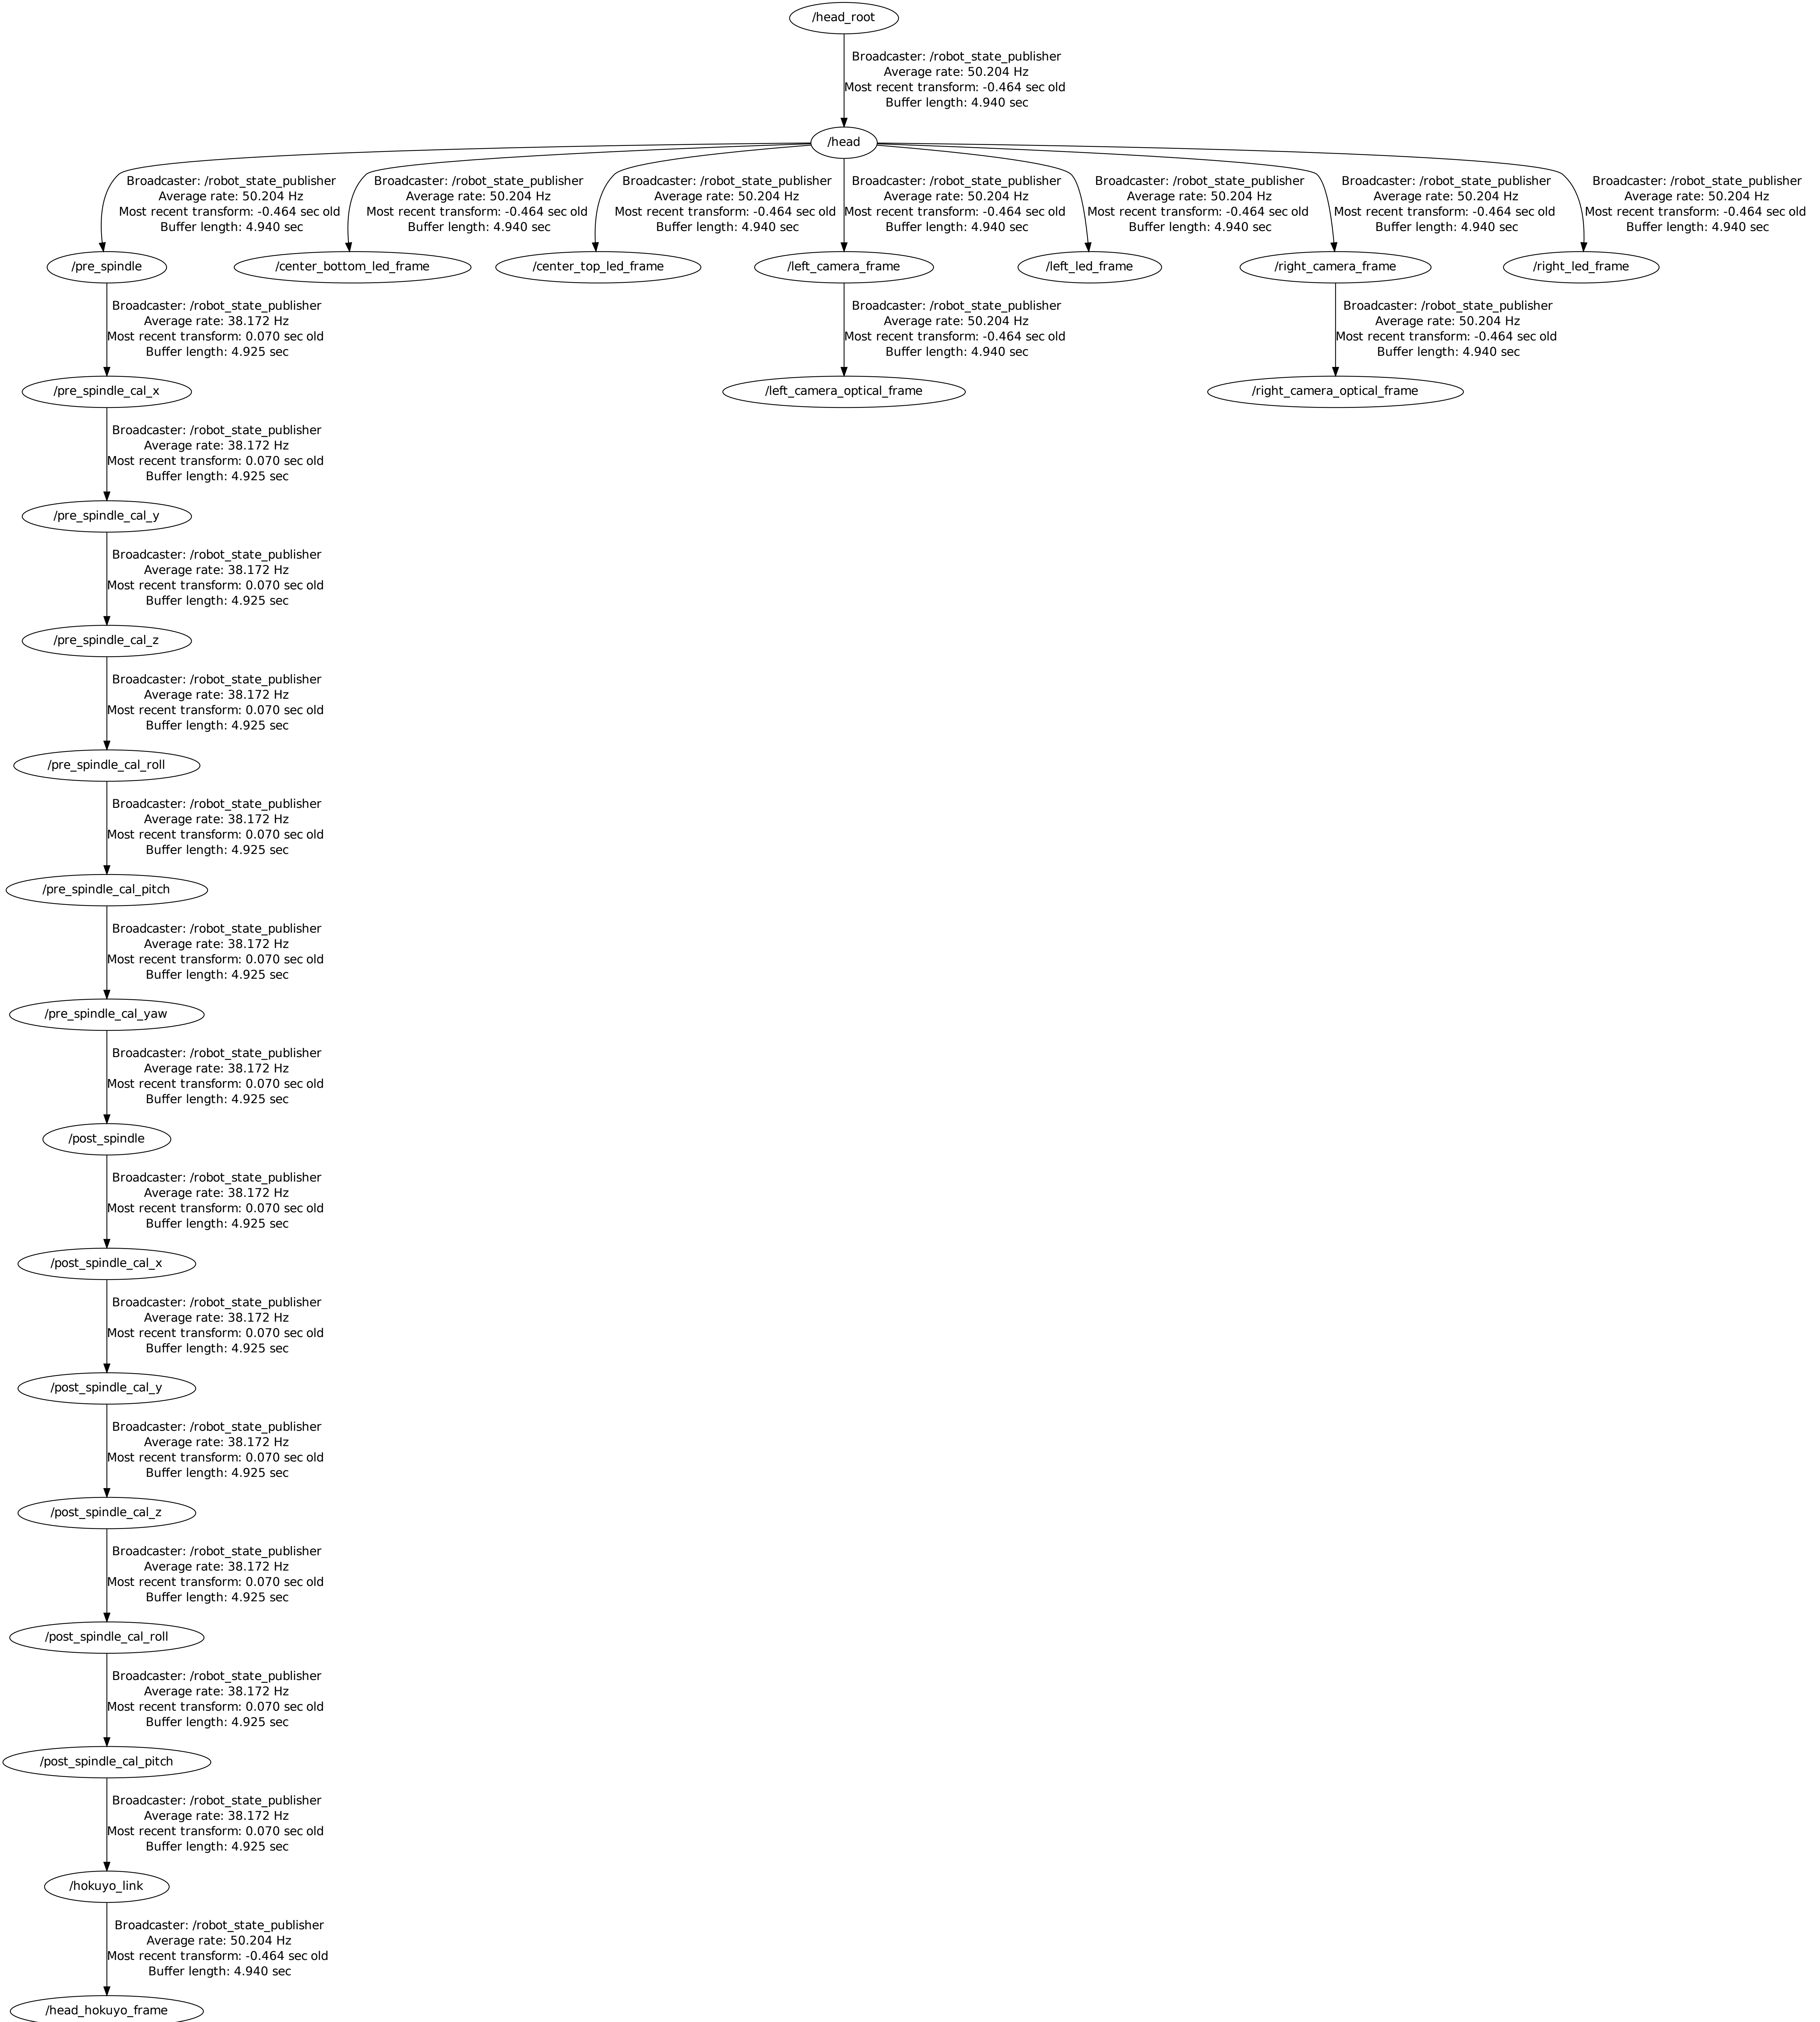 /head_root
Broadcaster: /robot_state_publisher
Average rate: 50.204 Hz
Most recent transform: -0.464 sec old
Buffer length: 4.940 sec
/head
Broadcaster: /robot_state_publisher
Average rate: 50.204 Hz
Most recent transform: -0.464 sec old
Buffer length: 4.940 sec
Broadcaster: /robot_state_publisher
Average rate: 50.204 Hz
Most recent transform: -0.464 sec old
Buffer length: 4.940 sec
Broadcaster: /robot_state_publisher
Average rate: 50.204 Hz
Most recent transform: -0.464 sec old
Buffer length: 4.940 sec
Broadcaster: /robot_state_publisher
Average rate: 50.204 Hz
Most recent transform: -0.464 sec old
Buffer length: 4.940 sec
Broadcaster: /robot_state_publisher
Average rate: 50.204 Hz
Most recent transform: -0.464 sec old
Buffer length: 4.940 sec
Broadcaster: /robot_state_publisher
Average rate: 50.204 Hz
Most recent transform: -0.464 sec old
Buffer length: 4.940 sec
Broadcaster: /robot_state_publisher
Average rate: 50.204 Hz
Most recent transform: -0.464 sec old
Buffer length: 4.940 sec
/pre_spindle
/center_bottom_led_frame
/center_top_led_frame
/left_camera_frame
/left_led_frame
/right_camera_frame
/right_led_frame
Broadcaster: /robot_state_publisher
Average rate: 38.172 Hz
Most recent transform: 0.070 sec old
Buffer length: 4.925 sec
Broadcaster: /robot_state_publisher
Average rate: 50.204 Hz
Most recent transform: -0.464 sec old
Buffer length: 4.940 sec
Broadcaster: /robot_state_publisher
Average rate: 50.204 Hz
Most recent transform: -0.464 sec old
Buffer length: 4.940 sec
/pre_spindle_cal_x
/left_camera_optical_frame
/right_camera_optical_frame
Broadcaster: /robot_state_publisher
Average rate: 38.172 Hz
Most recent transform: 0.070 sec old
Buffer length: 4.925 sec
/pre_spindle_cal_y
Broadcaster: /robot_state_publisher
Average rate: 38.172 Hz
Most recent transform: 0.070 sec old
Buffer length: 4.925 sec
/pre_spindle_cal_z
Broadcaster: /robot_state_publisher
Average rate: 38.172 Hz
Most recent transform: 0.070 sec old
Buffer length: 4.925 sec
/pre_spindle_cal_roll
Broadcaster: /robot_state_publisher
Average rate: 38.172 Hz
Most recent transform: 0.070 sec old
Buffer length: 4.925 sec
/pre_spindle_cal_pitch
Broadcaster: /robot_state_publisher
Average rate: 38.172 Hz
Most recent transform: 0.070 sec old
Buffer length: 4.925 sec
/pre_spindle_cal_yaw
Broadcaster: /robot_state_publisher
Average rate: 38.172 Hz
Most recent transform: 0.070 sec old
Buffer length: 4.925 sec
/post_spindle
Broadcaster: /robot_state_publisher
Average rate: 38.172 Hz
Most recent transform: 0.070 sec old
Buffer length: 4.925 sec
/post_spindle_cal_x
Broadcaster: /robot_state_publisher
Average rate: 38.172 Hz
Most recent transform: 0.070 sec old
Buffer length: 4.925 sec
/post_spindle_cal_y
Broadcaster: /robot_state_publisher
Average rate: 38.172 Hz
Most recent transform: 0.070 sec old
Buffer length: 4.925 sec
/post_spindle_cal_z
Broadcaster: /robot_state_publisher
Average rate: 38.172 Hz
Most recent transform: 0.070 sec old
Buffer length: 4.925 sec
/post_spindle_cal_roll
Broadcaster: /robot_state_publisher
Average rate: 38.172 Hz
Most recent transform: 0.070 sec old
Buffer length: 4.925 sec
/post_spindle_cal_pitch
Broadcaster: /robot_state_publisher
Average rate: 38.172 Hz
Most recent transform: 0.070 sec old
Buffer length: 4.925 sec
/hokuyo_link
Broadcaster: /robot_state_publisher
Average rate: 50.204 Hz
Most recent transform: -0.464 sec old
Buffer length: 4.940 sec
/head_hokuyo_frame